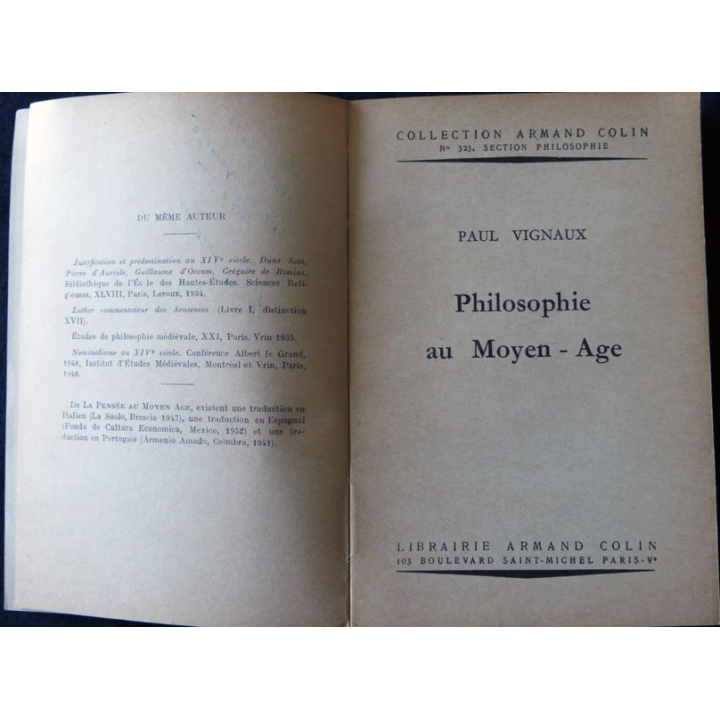 DU MÊME AUTEUR
Justification et prédestination au XIVe siècle. Duns Scot,
Pierre d'Auriole, Guillaume d'Occam, Grégoire de Rimini,
Bibliothèque de l'Éc le des Hautes-Études. Sciences Reli-
gieuses, XLVIII, Paris, Leroux, 1934.
Luther commentateur des Sentences (Livre I, distinction
XVII).
Études de philosophie médiévale, XXI, Paris. Vrin 1935.
Nominalisme au XIVe siècle. Conférence Albert le Grand,
1948, Institut d'Études Médiévales, Montréal et Vrin, Paris,
1948.
De LA PENSÉE AU MOYEN AGE, existent une traduction en
Italien (La Saolo, Brescia 1947), une traduction en Espagnol
(Fonds de Cultura Economica, Mexico, 1952) et une tra-
duction en Portugais (Armenio Amado, Coïmbra, 1941).
COLLECTION ARMAND COLIN
No 323, SECTION PHILOSOPHIE
PAUL VIGNAUX
Philosophie
au Moyen - Age
LIBRAIRIE ARMAND COLIN
103 BOULEVARD SAINT-MICHEL PARIS-Ve